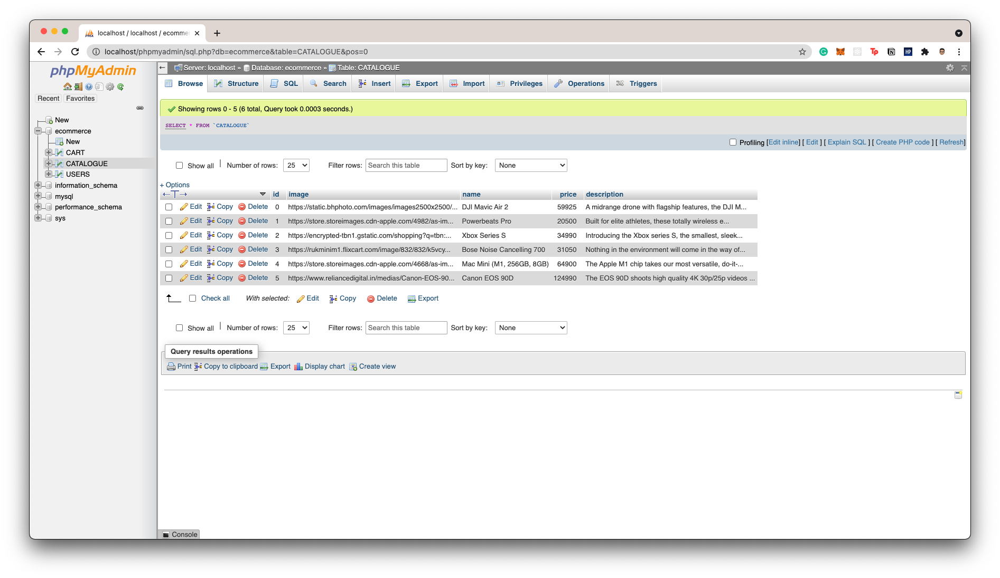 localhost / localhost / ecomme
localhost/phpmyadmin/sql.php?db=ecommerce&table=CATALOGUE&pos=0
phpMyAdmin
Recent Favorites
New
ecommerce
New
CART
CATALOGUE
USERS
information_schema
mysql
performance_schema
sys
Server: localhost » Database: ecommerce » Table: CATALOGUE
Browse Structure SQL Search Insert Export Import Privileges Operations Triggers
Showing rows 0 - 5 (6 total, Query took 0.0003 seconds.)
SELECT * FROM `CATALOGUE`
Profiling [Edit inline] [ Edit ] [ Explain SQL ] [ Create PHP code ] [ Refresh]
Show all | Number of rows: 25 Filter rows: Search this table Sort by key: None
+ Options
←T→ id image name price description
Edit Copy Delete 0 https://static.bhphoto.com/images/images2500x2500/... DJI Mavic Air 2 59925 A midrange drone with flagship features, the DJI M...
Edit Copy Delete 1 https://store.storeimages.cdn-apple.com/4982/as-im... Powerbeats Pro 20500 Built for elite athletes, these totally wireless e...
Edit Copy Delete 2 https://encrypted-tbn1.gstatic.com/shopping?q=tbn:... Xbox Series S 34990 Introducing the Xbox series S, the smallest, sleek...
Edit Copy Delete 3 https://rukminim1.flixcart.com/image/832/832/k5vcy... Bose Noise Cancelling 700 31050 Nothing in the environment will come in the way of...
Edit Copy Delete 4 https://store.storeimages.cdn-apple.com/4668/as-im... Mac Mini (M1, 256GB, 8GB) 64900 The Apple M1 chip takes our most versatile, do-it-...
Edit Copy Delete 5 https://www.reliancedigital.in/medias/Canon-EOS-90... Canon EOS 90D 124990 The EOS 90D shoots high quality 4K 30p/25p videos ...
Check all With selected: Edit Copy Delete Export
Show all | Number of rows: 25 Filter rows: Search this table Sort by key: None
Query results operations
Print Copy to clipboard Export Display chart Create view
Console